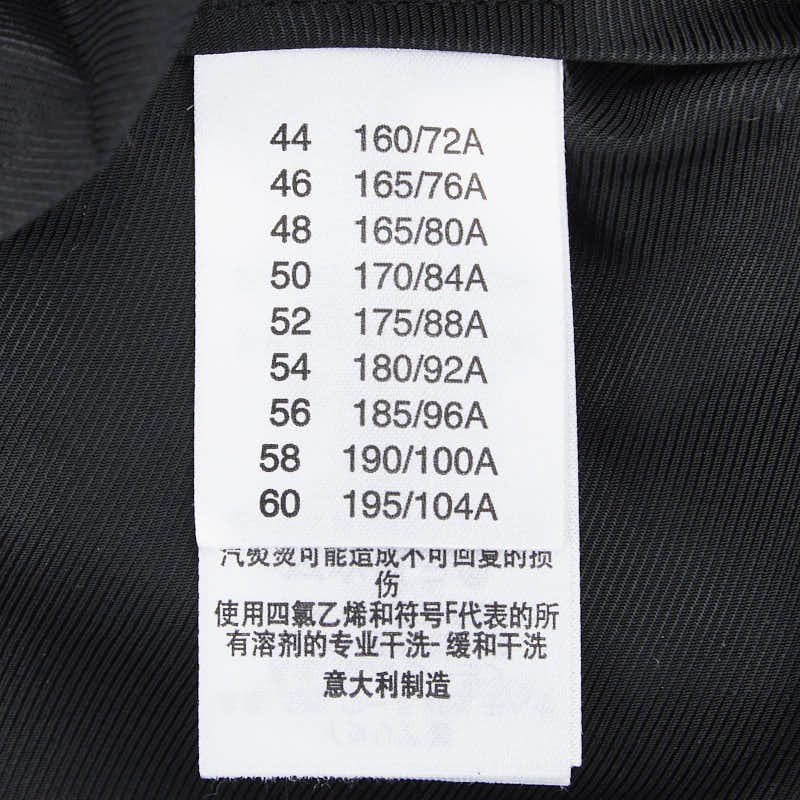 44 160/72A
46 165/76A
48 165/80A
50 170/84A
52 175/88A
54 180/92A
56 185/96A
58 190/100A
60 195/104A
汽熨烫可能造成不可回复的损
伤
使用四氯乙烯和符号F代表的所
有溶剂的专业干洗- 缓和干洗
意大利制造